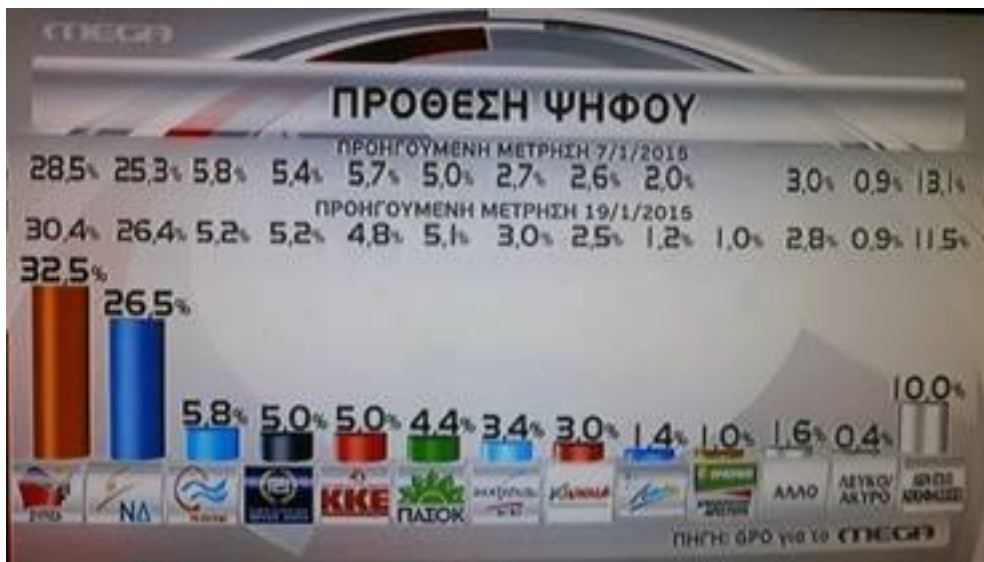 MEGA
ΠΡΟΘΕΣΗ ΨΗΦΟΥ
ΠΡΟΗΓΟΥΜΕΝΗ ΜΕΤΡΗΣΗ 7/1/2015
28,5% 25,3% 5,8% 5,4% 5,7% 5,0% 2,7% 2,6% 2,0% 3,0% 0,9% 13,1%
ΠΡΟΗΓΟΥΜΕΝΗ ΜΕΤΡΗΣΗ 19/1/2015
30,4% 26,4% 5,2% 5,2% 4,8% 5,1% 3,0% 2,5% 1,2% 1,0% 2,8% 0,9% 11,5%
32,5% 26,5% 5,8% 5,0% 5,0% 4,4% 3,4% 3,0% 1,4% 1,0% 1,6% 0,4% 10,0%
ΝΔ ΚΚΕ ΠΑΣΟΚ ΑΛΛΟ ΛΕΥΚΟ/
ΑΚΥΡΟ
ΠΗΓΗ: GPO για το MEGA